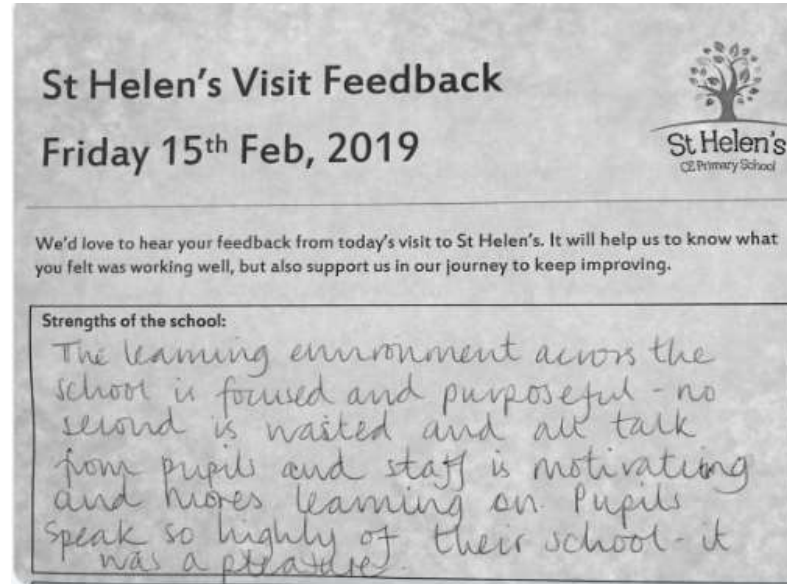 St Helen's Visit Feedback
Friday 15th Feb, 2019
St Helen's
CE Primary School
We'd love to hear your feedback from today's visit to St Helen's. It will help us to know what
you felt was working well, but also support us in our journey to keep improving.
Strengths of the school:
The learning environment across the
school is focused and purposeful - no
second is wasted and all talk
from pupils and staff is motivating
and moves learning on. Pupils
speak so highly of their school - it
was a pleasure.